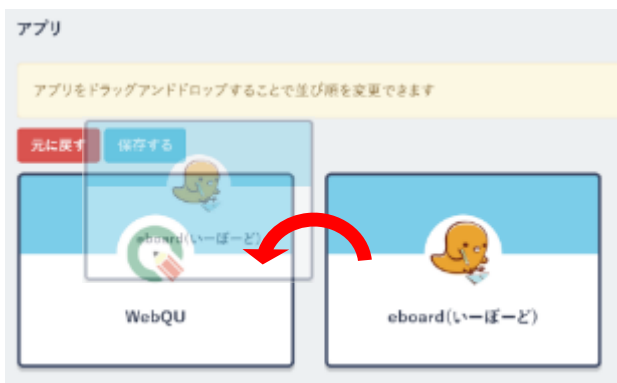 アプリ
アプリをドラッグアンドドロップすることで並び順を変更できます
元に戻す 保存する
eboard(いーぼーど)
WebQU eboard(いーぼーど)